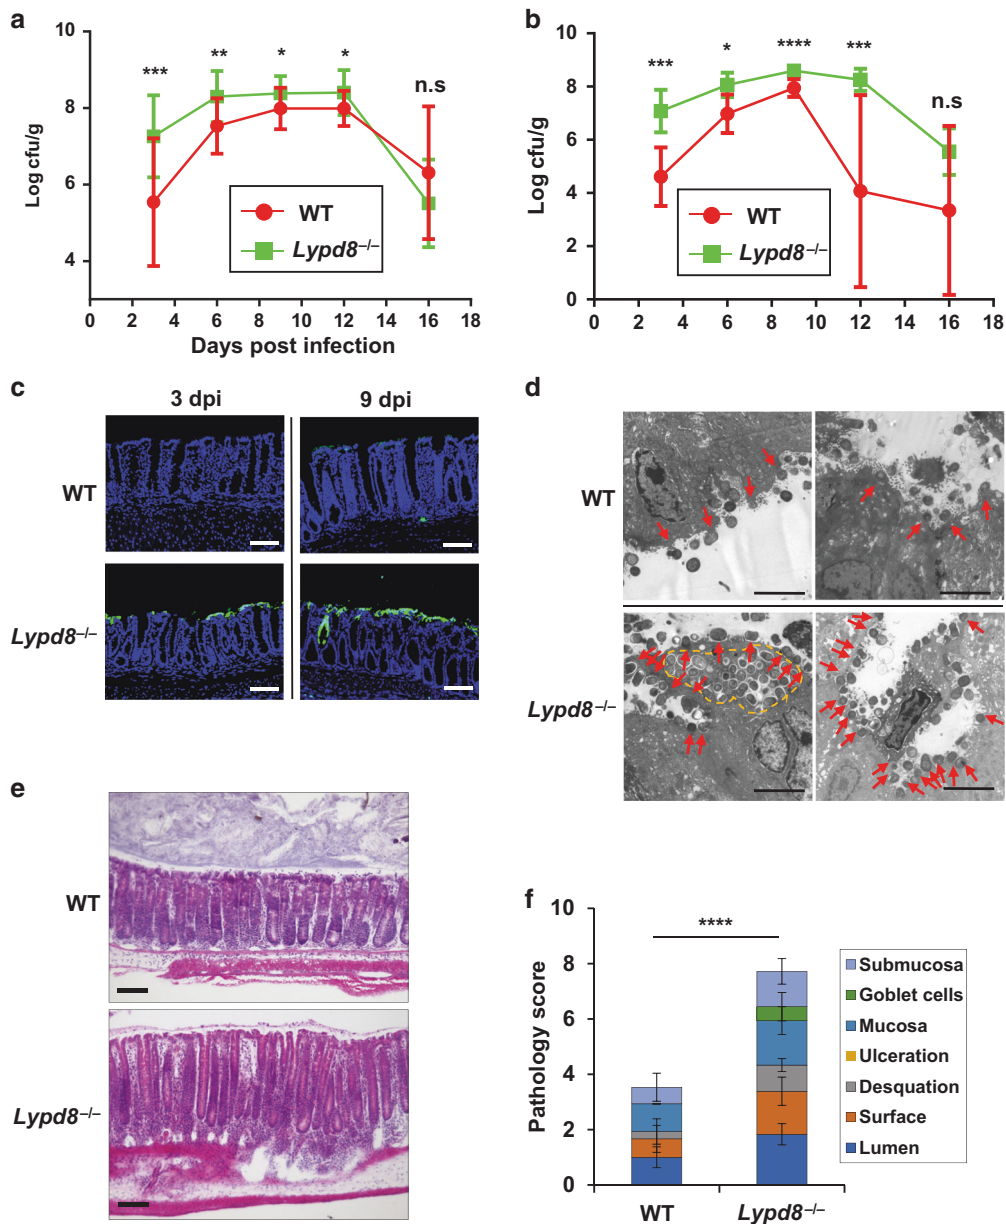 a
Log cfu/g
10
8
6
4
***
**
*
*
n.s
WT
Lypd8–/–
0 2 4 6 8 10 12 14 16 18
Days post infection
b
Log cfu/g
10
8
6
4
2
0
***
*
****
***
n.s
WT
Lypd8–/–
0 2 4 6 8 10 12 14 16 18
c
3 dpi
9 dpi
WT
Lypd8–/–
d
WT
Lypd8–/–
e
WT
Lypd8–/–
f
Pathology score
10
8
6
4
2
0
****
WT
Lypd8–/–
Submucosa
Goblet cells
Mucosa
Ulceration
Desquation
Surface
Lumen